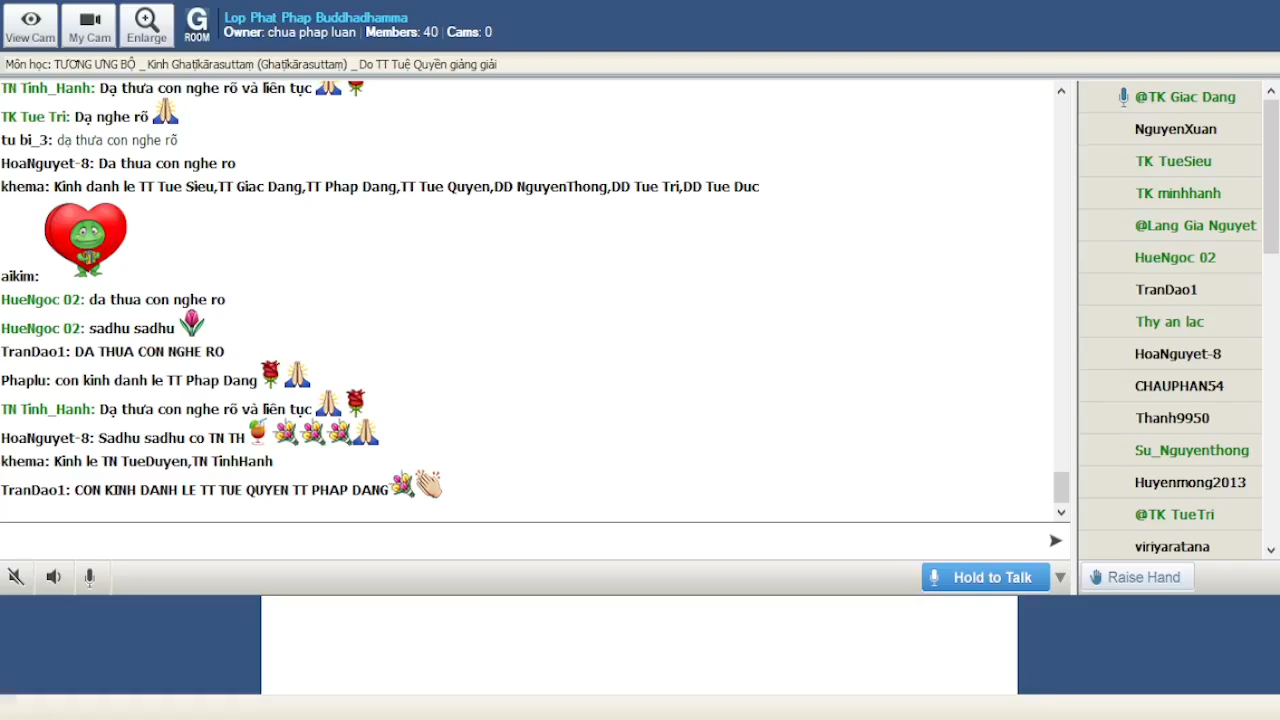 View Cam
My Cam
Enlarge
G
ROOM
Lop Phat Phap Buddhadhamma
Owner: chua phap luan | Members: 40 | Cams: 0
Môn học: TƯƠNG ƯNG BỘ _ Kinh Ghaṭikārasuttaṃ (Ghaṭikārasuttaṃ) _ Do TT Tuệ Quyền giảng giải
TN Tinh_Hanh: Dạ thưa con nghe rõ và liên tục
TK Tue Tri: Dạ nghe rõ
tu bi_3: dạ thưa con nghe rõ
HoaNguyet-8: Da thua con nghe ro
khema: Kinh danh le TT Tue Sieu,TT Giac Dang,TT Phap Dang,TT Tue Quyen,DD NguyenThong,DD Tue Tri,DD Tue Duc
aikim:
HueNgoc 02: da thua con nghe ro
HueNgoc 02: sadhu sadhu
TranDao1: DA THUA CON NGHE RO
Phaplu: con kinh danh le TT Phap Dang
TN Tinh_Hanh: Dạ thưa con nghe rõ và liên tục
HoaNguyet-8: Sadhu sadhu co TN TH
khema: Kinh le TN TueDuyen,TN TinhHanh
TranDao1: CON KINH DANH LE TT TUE QUYEN TT PHAP DANG
@TK Giac Dang
NguyenXuan
TK TueSieu
TK minhhanh
@Lang Gia Nguyet
HueNgoc 02
TranDao1
Thy an lac
HoaNguyet-8
CHAUPHAN54
Thanh9950
Su_Nguyenthong
Huyenmong2013
@TK TueTri
viriyaratana
Hold to Talk
Raise Hand